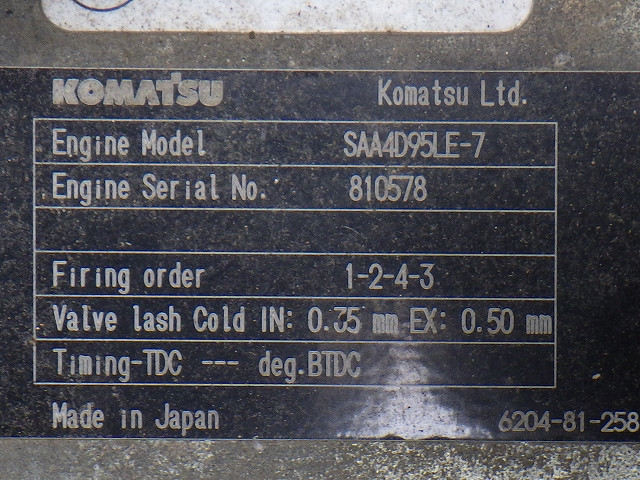 KOMATSU Komatsu Ltd.
Engine Model SAA4D95LE-7
Engine Serial No. 810578
Firing order 1-2-4-3
Valve lash Cold IN: 0.35 mm EX: 0.50 mm
Timing-TDC --- deg.BTDC
Made in Japan 6204-81-258